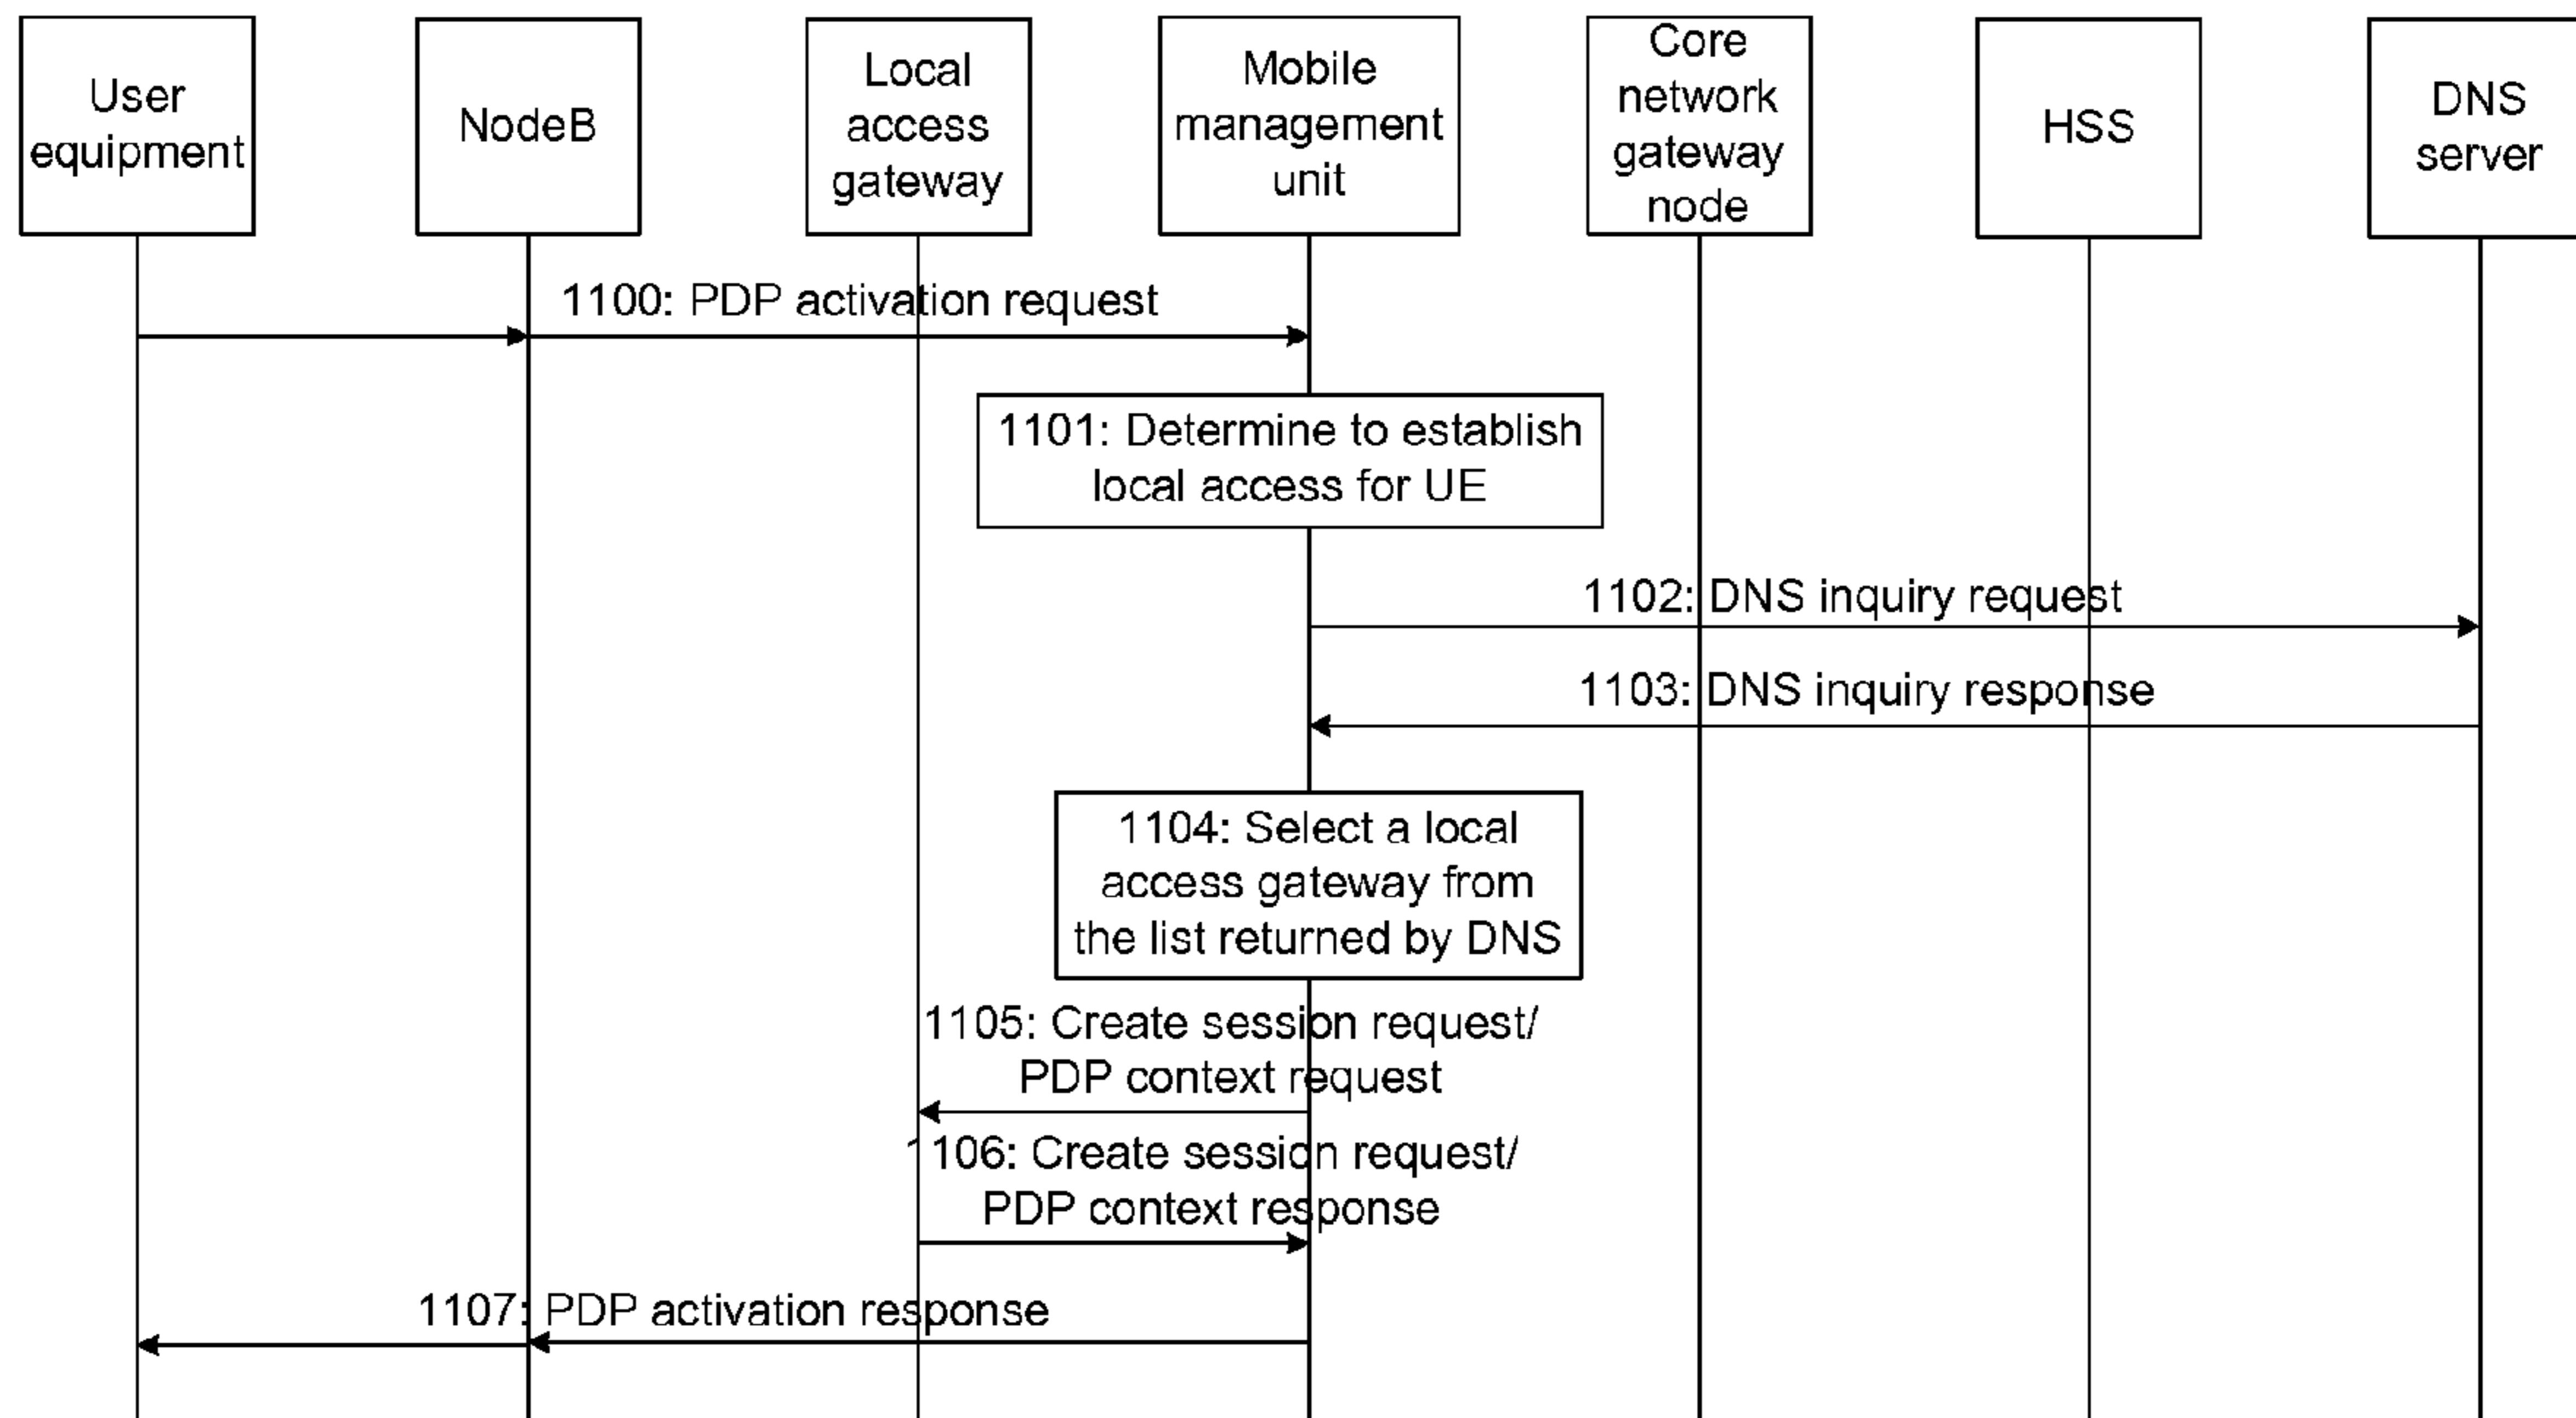 User
equipment
NodeB
Local
access
gateway
Mobile
management
unit
Core
network
gateway
node
HSS
DNS
server
1100: PDP activation request
1101: Determine to establish
local access for UE
1102: DNS inquiry request
1103: DNS inquiry response
1104: Select a local
access gateway from
the list returned by DNS
1105: Create session request/
PDP context request
1106: Create session request/
PDP context response
1107: PDP activation response